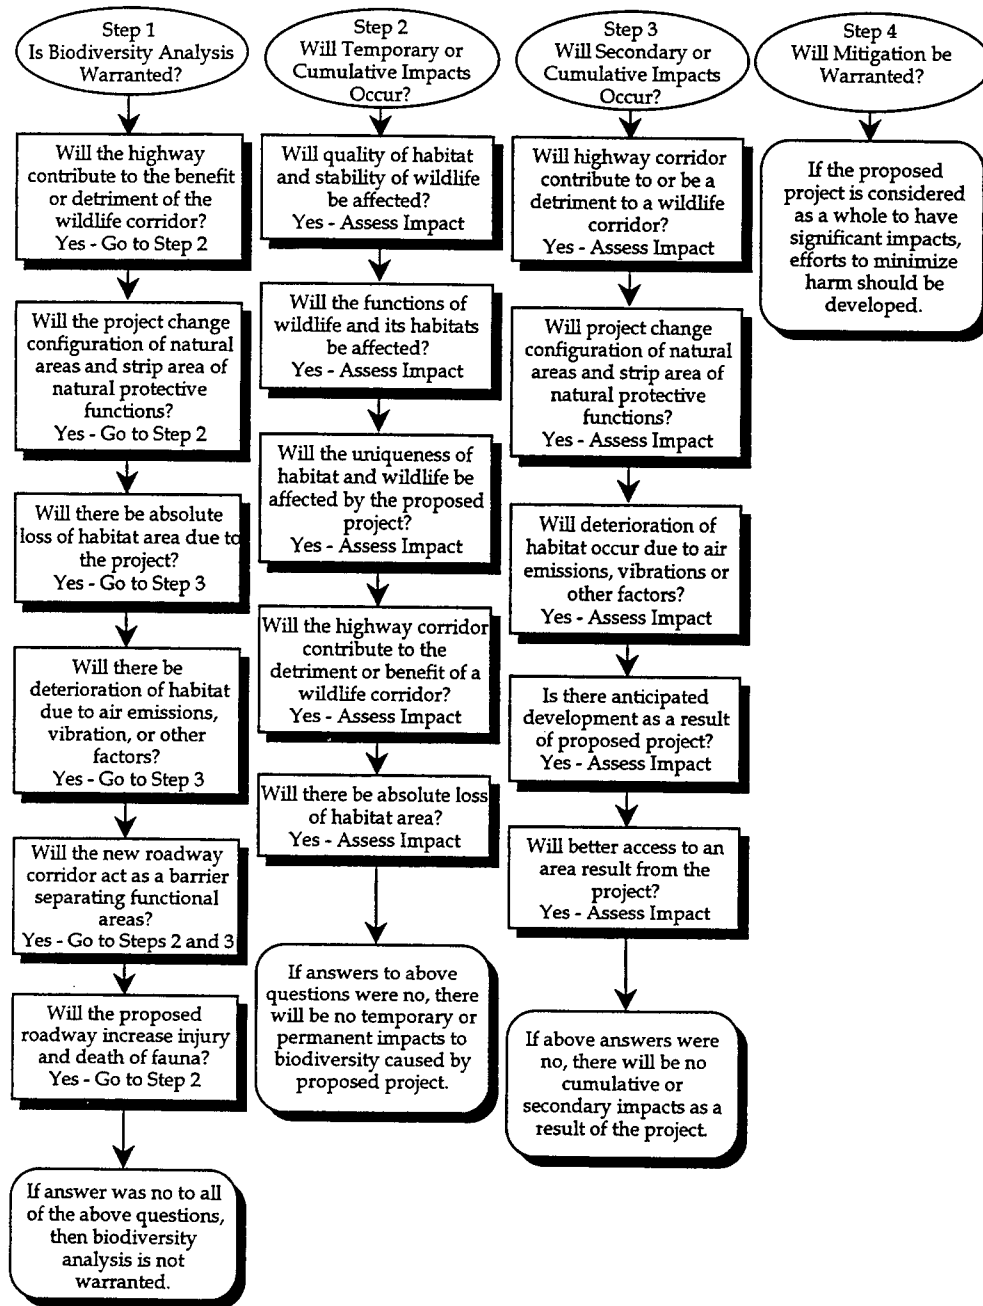 Step 1
Is Biodiversity Analysis
Warranted?
Will the highway
contribute to the benefit
or detriment of the
wildlife corridor?
Yes - Go to Step 2
Will the project change
configuration of natural
areas and strip area of
natural protective
functions?
Yes - Go to Step 2
Will there be absolute
loss of habitat area due to
the project?
Yes - Go to Step 3
Will there be
deterioration of habitat
due to air emissions,
vibration, or other
factors?
Yes - Go to Step 3
Will the new roadway
corridor act as a barrier
separating functional
areas?
Yes - Go to Steps 2 and 3
Will the proposed
roadway increase injury
and death of fauna?
Yes - Go to Step 2
If answer was no to all
of the above questions,
then biodiversity
analysis is not
warranted.
Step 2
Will Temporary or
Cumulative Impacts
Occur?
Will quality of habitat
and stability of wildlife
be affected?
Yes - Assess Impact
Will the functions of
wildlife and its habitats
be affected?
Yes - Assess Impact
Will the uniqueness of
habitat and wildlife be
affected by the proposed
project?
Yes - Assess Impact
Will the highway corridor
contribute to the
detriment or benefit of a
wildlife corridor?
Yes - Assess Impact
Will there be absolute loss
of habitat area?
Yes - Assess Impact
If answers to above
questions were no, there
will be no temporary or
permanent impacts to
biodiversity caused by
proposed project.
Step 3
Will Secondary or
Cumulative Impacts
Occur?
Will highway corridor
contribute to or be a
detriment to a wildlife
corridor?
Yes - Assess Impact
Will project change
configuration of natural
areas and strip area of
natural protective
functions?
Yes - Assess Impact
Will deterioration of
habitat occur due to air
emissions, vibrations or
other factors?
Yes - Assess Impact
Is there anticipated
development as a result
of proposed project?
Yes - Assess Impact
Will better access to an
area result from the
project?
Yes - Assess Impact
If above answers were
no, there will be no
cumulative or
secondary impacts as a
result of the project.
Step 4
Will Mitigation be
Warranted?
If the proposed
project is considered
as a whole to have
significant impacts,
efforts to minimize
harm should be
developed.